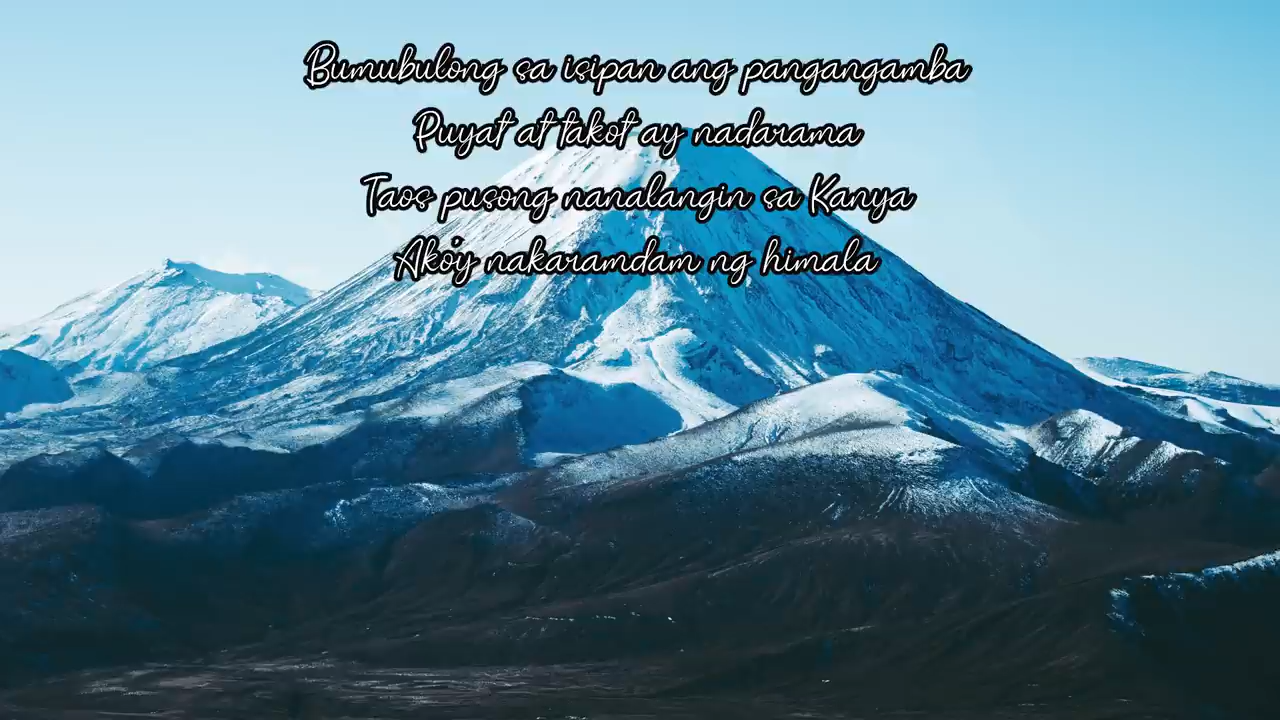 Bumubulong sa isipan ang pangangamba
Puyat at takot ay nadarama
Taos pusong nanalangin sa Kanya
Ako'y nakaramdam ng himala